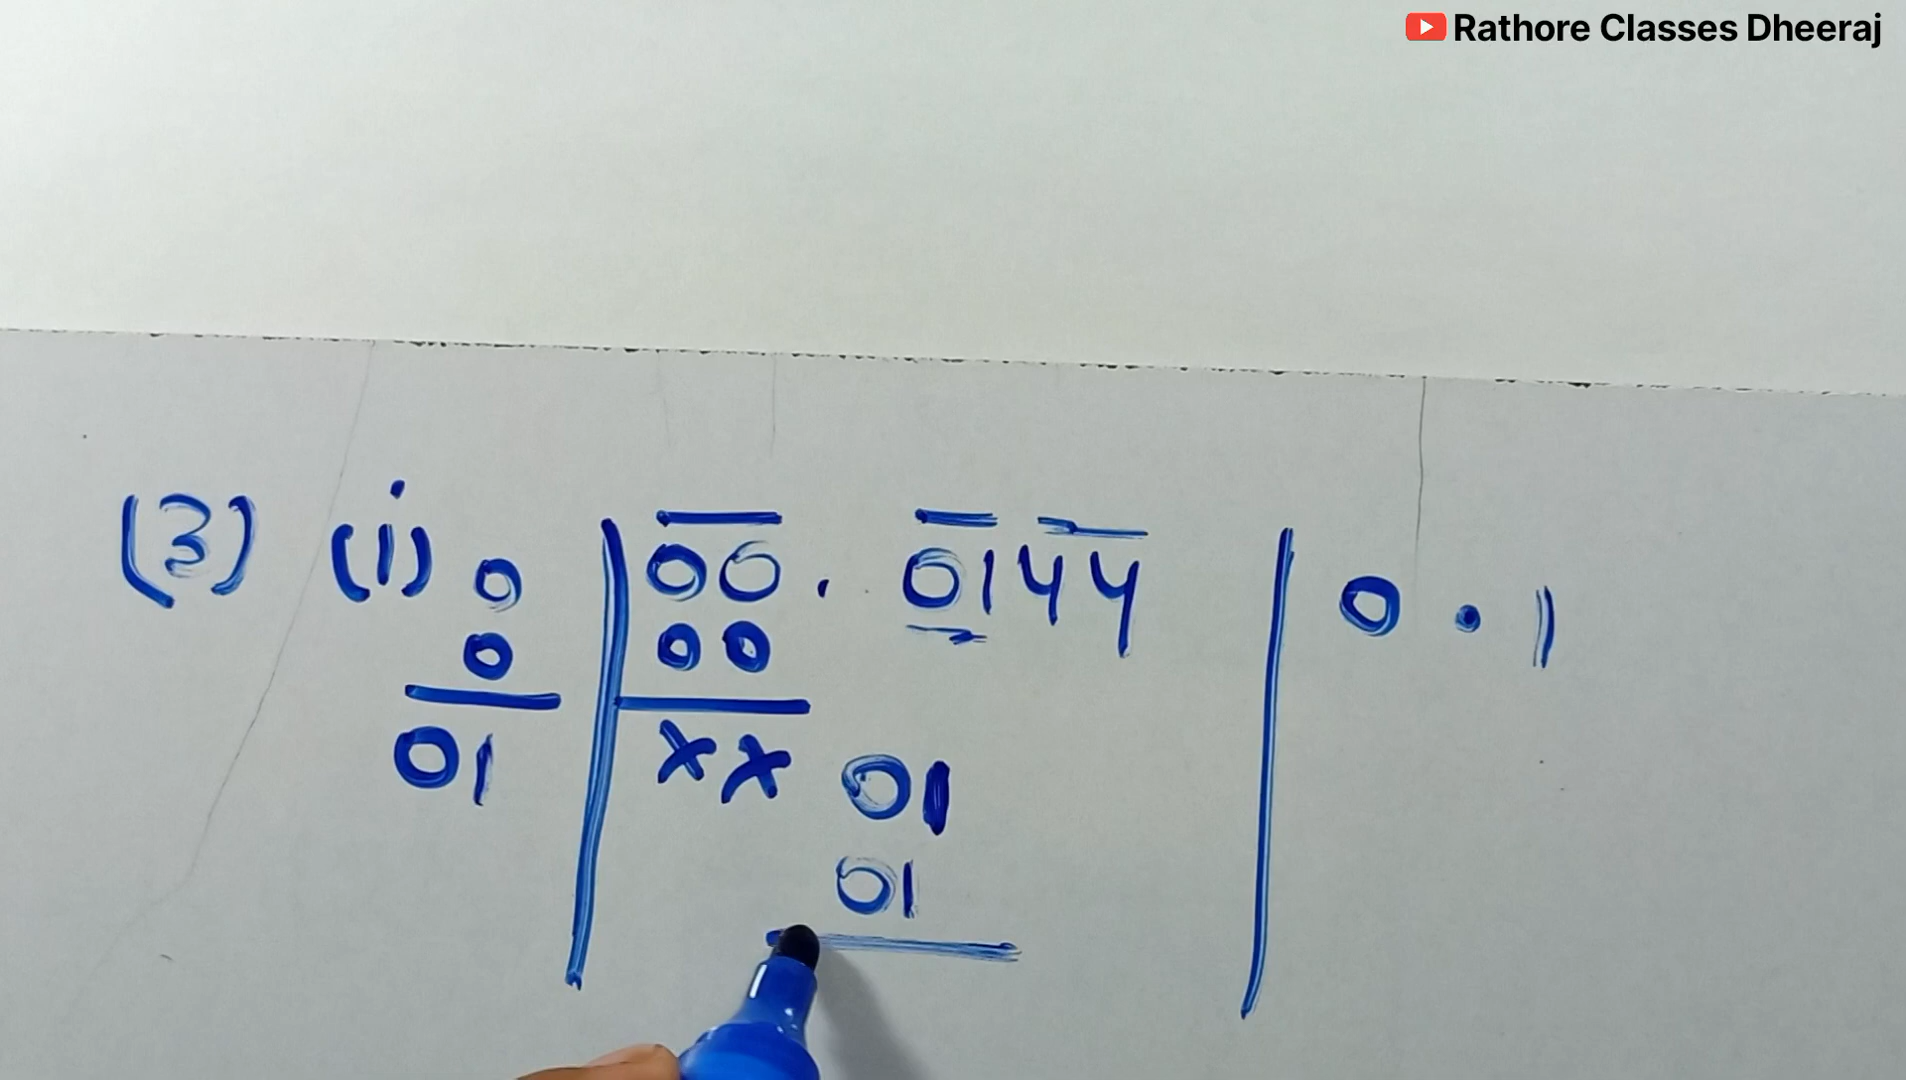 Rathore Classes Dheeraj
(3) (i) 0 | 00 . 0144 | 0 . 1
0 00
01 xx 01
01